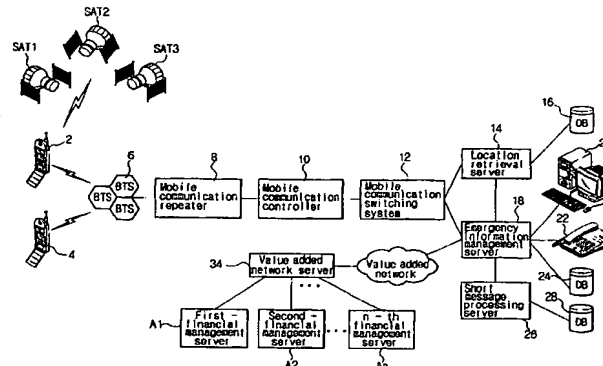 SAT2
SAT1
SAT3
2
6
BTS
BTS
BTS
4
8
Mobile
communication
repeater
10
Mobile
communication
controller
12
Mobile
communication
switching
system
14
Location
retrieval
server
16
DB
18
Emergency
information
management
server
22
24
DB
28
DB
Short
message
processing
server
26
34
Value added
network server
Value added
network
A1
First -
financial
management
server
A2
Second -
financial
management
server
n - th
financial
management
server